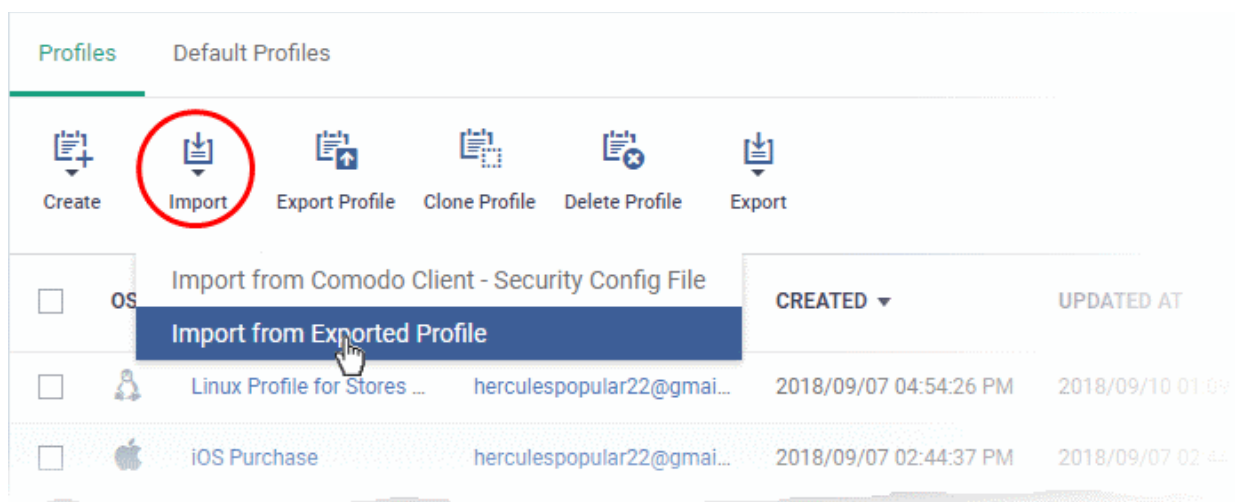 Profiles Default Profiles
Create Import Export Profile Clone Profile Delete Profile Export
Import from Comodo Client - Security Config File
OS CREATED UPDATED AT
Import from Exported Profile
Linux Profile for Stores ... herculespopular22@gmai... 2018/09/07 04:54:26 PM 2018/09/10 01:09
iOS Purchase herculespopular22@gmai... 2018/09/07 02:44:37 PM 2018/09/07 02